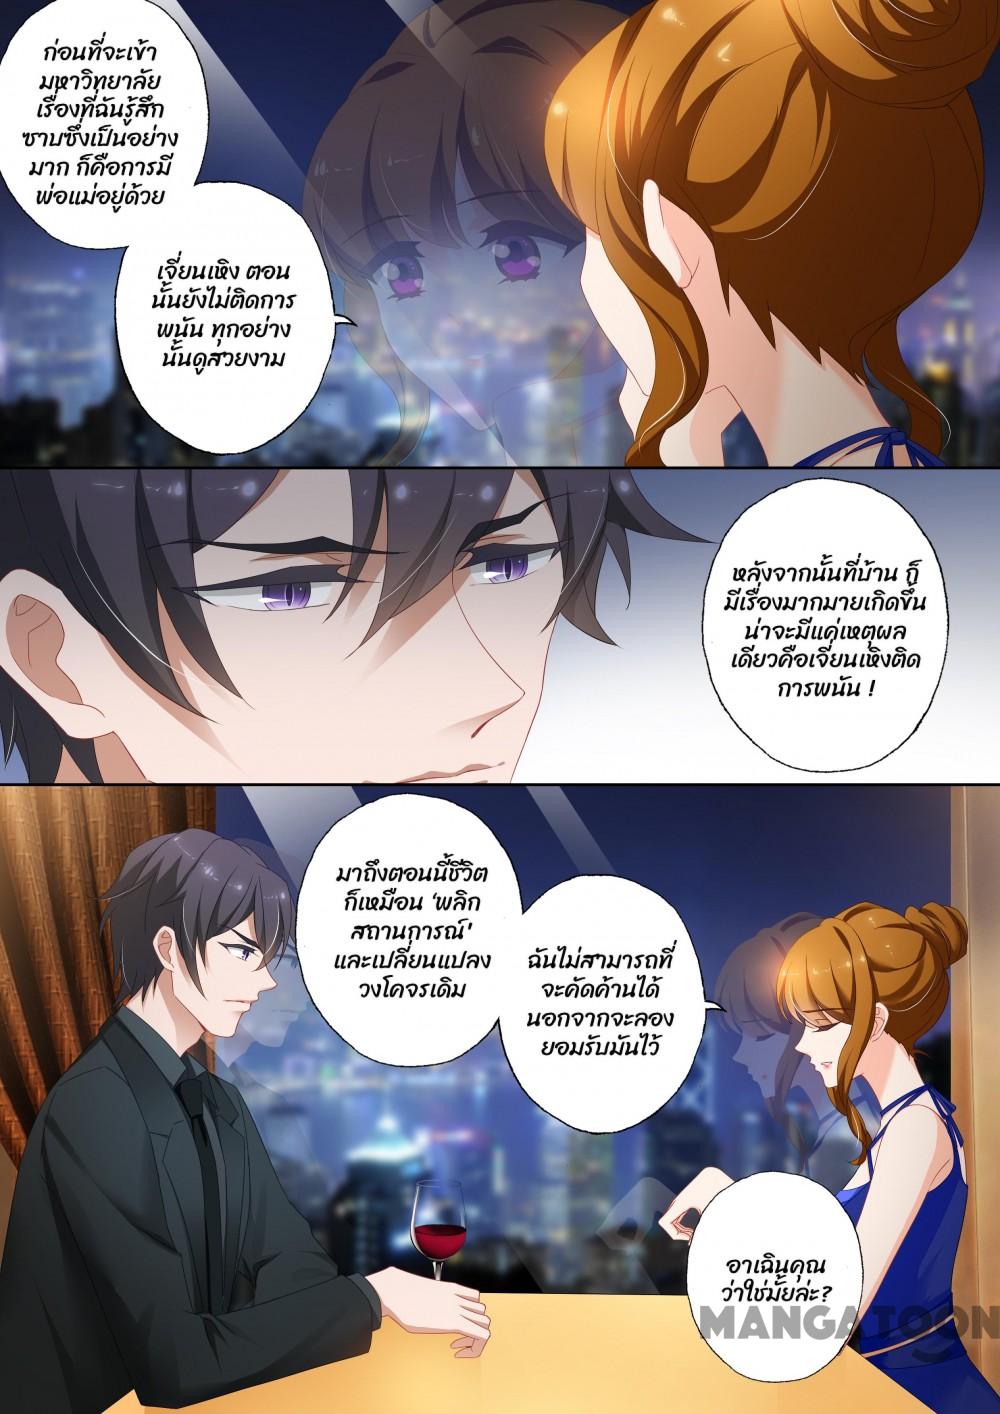 ก่อนที่จะเข้า
มหาวิทยาลัย
เรื่องที่ฉันรู้สึก
ซาบซึ้งเป็นอย่าง
มาก ก็คือการมี
พ่อแม่อยู่ด้วย
เจี่ยนเหิง ตอน
นั้นยังไม่ติดการ
พนัน ทุกอย่าง
นั้นดูสวยงาม
หลังจากนั้นที่บ้าน ก็
มีเรื่องมากมายเกิดขึ้น
น่าจะมีแค่เหตุผล
เดียวคือเจี่ยนเหิงติด
การพนัน !
มาถึงตอนนี้ชีวิต
ก็เหมือน 'พลิก
สถานการณ์'
และเปลี่ยนแปลง
วงโคจรเดิม
ฉันไม่สามารถที่
จะคัดค้านได้
นอกจากจะลอง
ยอมรับมันไว้
อาเฉินคุณ
ว่าใช่มั้ยล่ะ?
MANGATOON